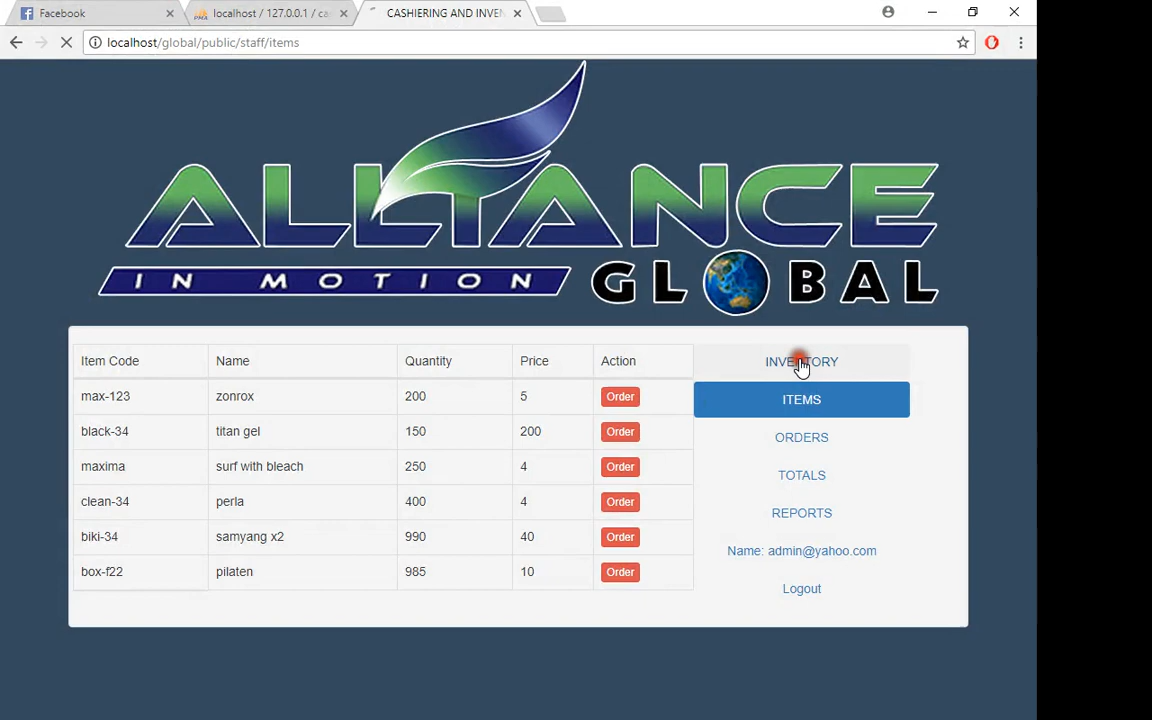 Facebook
localhost / 127.0.0.1 / ca
CASHIERING AND INVEN
localhost/global/public/staff/items
ALLIANCE
IN MOTION GLOBAL
Item Code Name Quantity Price Action INVENTORY
max-123 zonrox 200 5 Order ITEMS
black-34 titan gel 150 200 Order ORDERS
maxima surf with bleach 250 4 Order TOTALS
clean-34 perla 400 4 Order REPORTS
biki-34 samyang x2 990 40 Order Name: admin@yahoo.com
box-f22 pilaten 985 10 Order Logout